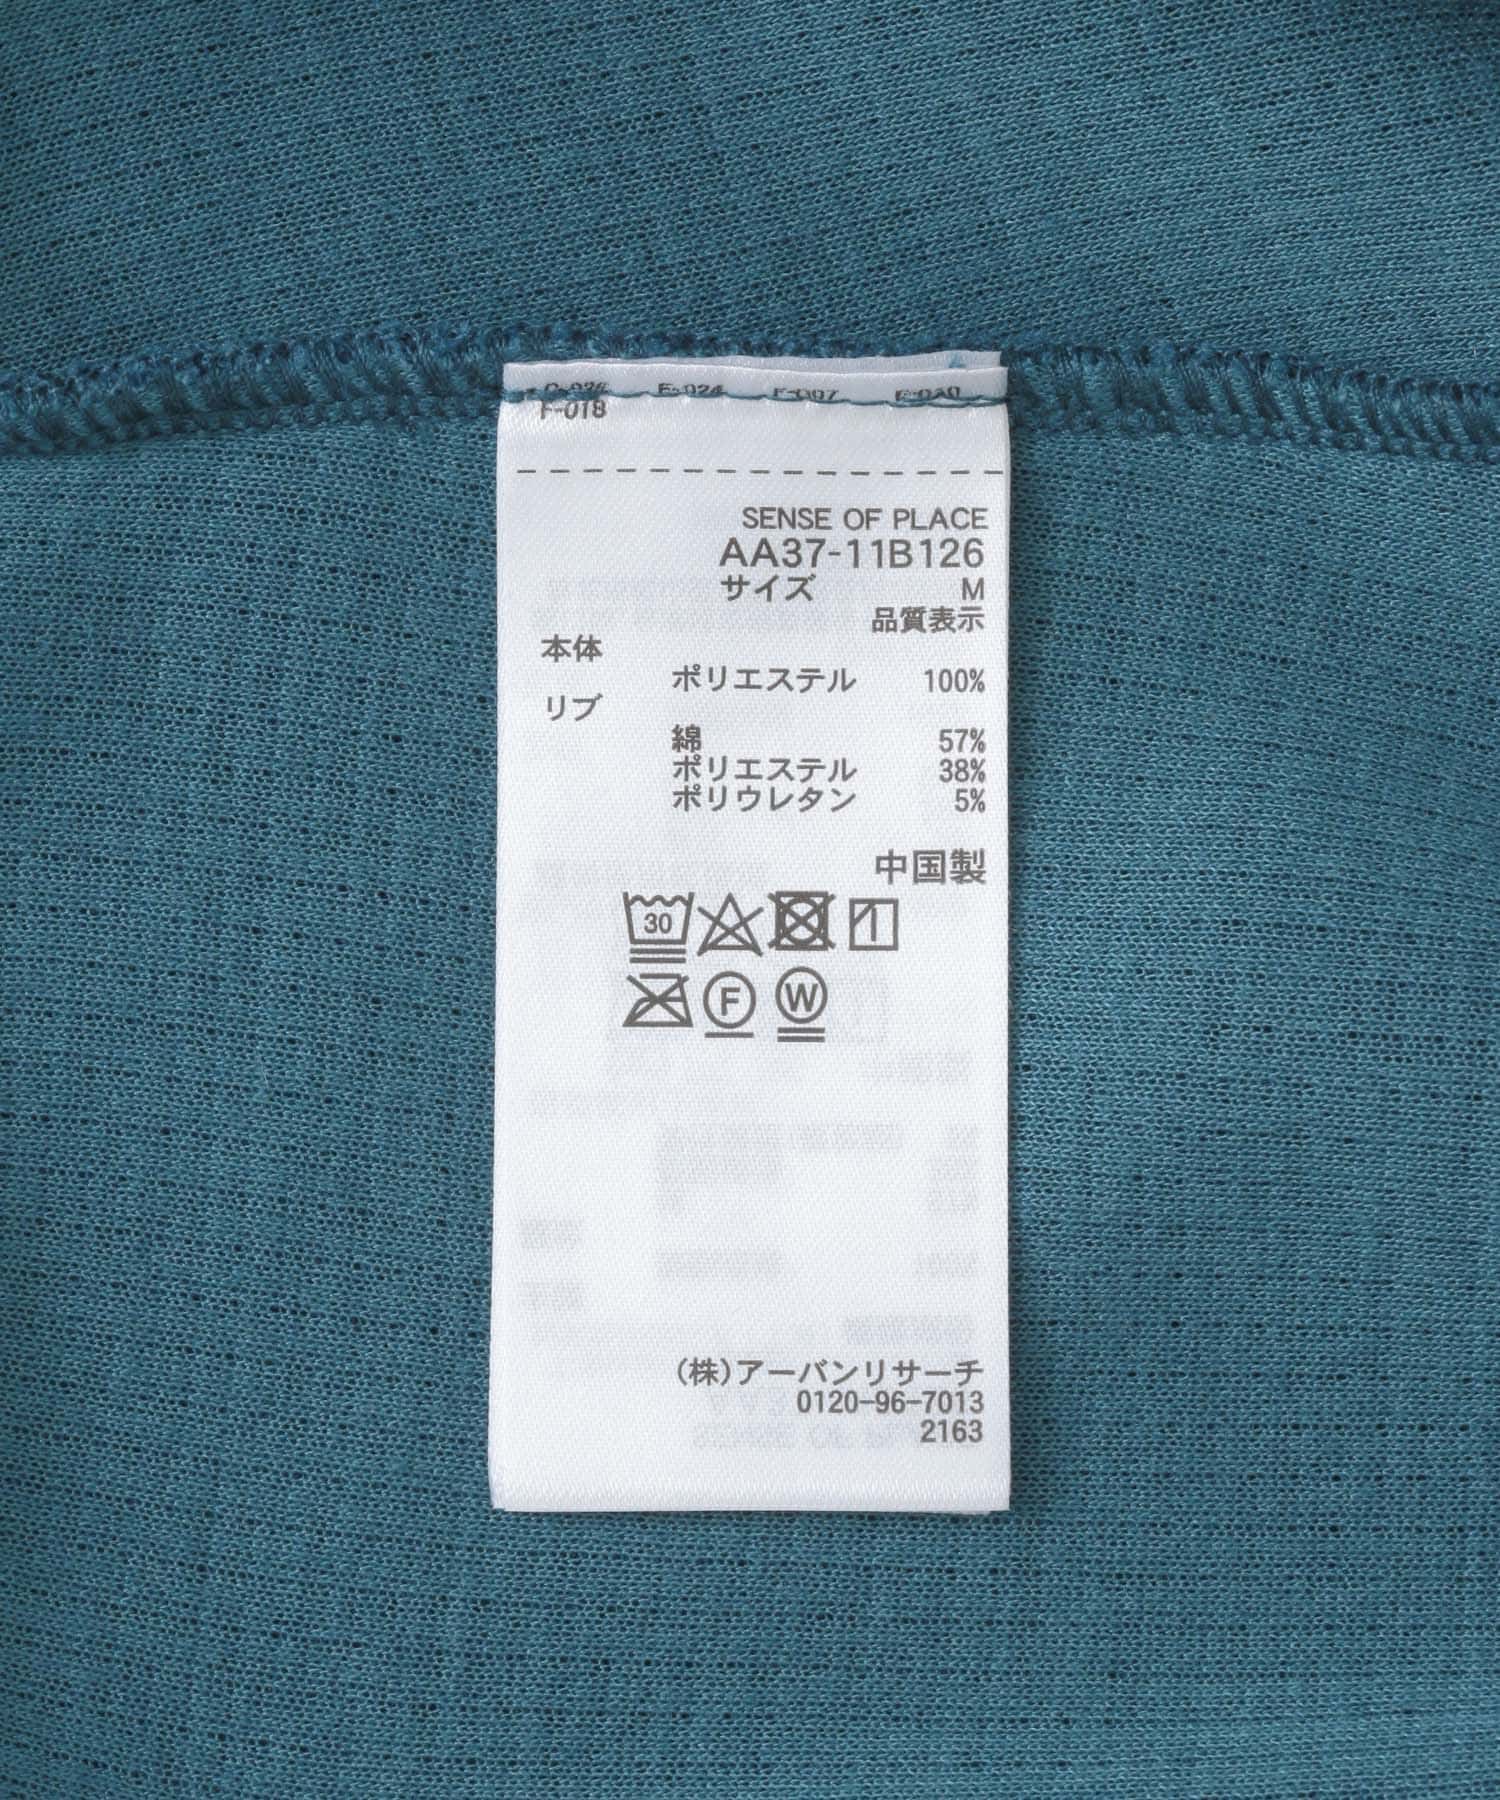 F-024
F-018
SENSE OF PLACE
AA37-11B126
サイズ M
品質表示
本体
ポリエステル 100%
リブ
綿 57%
ポリエステル 38%
ポリウレタン 5%
中国製
30
F W
(株)アーバンリサーチ
0120-96-7013
2163